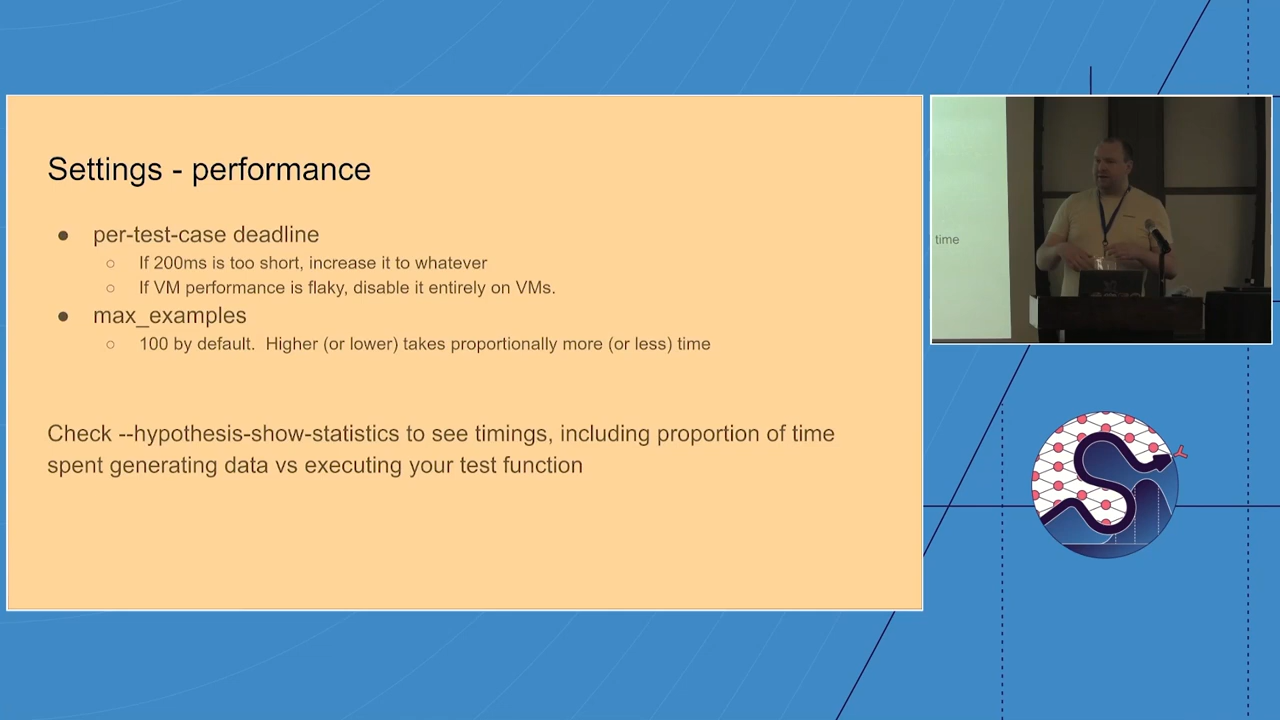 Settings - performance
● per-test-case deadline
○ If 200ms is too short, increase it to whatever
○ If VM performance is flaky, disable it entirely on VMs.
● max_examples
○ 100 by default.  Higher (or lower) takes proportionally more (or less) time
Check --hypothesis-show-statistics to see timings, including proportion of time
spent generating data vs executing your test function
time